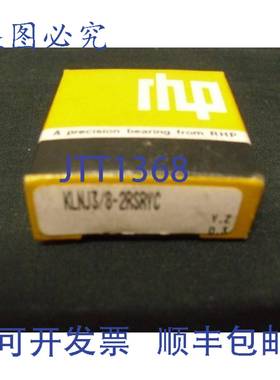 图必究
rhp
A precision bearing from RHP
JTT1368
KLNJ3/8-2RSRYC
Y.Z
D.X
可开发票 顺丰包邮